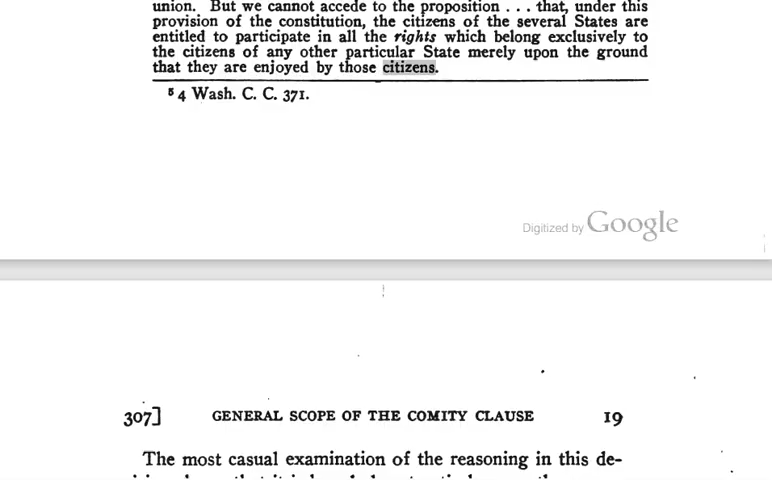 union. But we cannot accede to the proposition . . . that, under this
provision of the constitution, the citizens of the several States are
entitled to participate in all the rights which belong exclusively to
the citizens of any other particular State merely upon the ground
that they are enjoyed by those citizens.
5 4 Wash. C. C. 371.
Digitized by Google
307] GENERAL SCOPE OF THE COMITY CLAUSE 19
The most casual examination of the reasoning in this de-